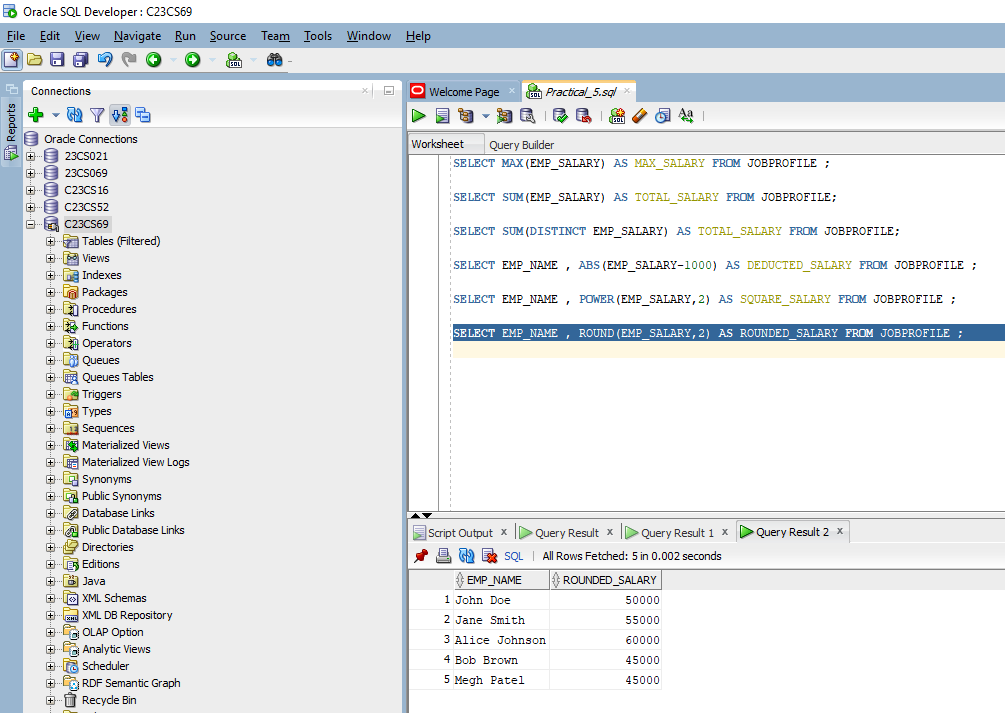 Oracle SQL Developer : C23CS69
File Edit View Navigate Run Source Team Tools Window Help
SQL
Reports
Connections
Oracle Connections
23CS021
23CS069
C23CS16
C23CS52
C23CS69
Tables (Filtered)
Views
Indexes
Packages
Procedures
Functions
Operators
Queues
Queues Tables
Triggers
Types
Sequences
Materialized Views
Materialized View Logs
Synonyms
Public Synonyms
Database Links
Public Database Links
Directories
Editions
Java
XML Schemas
XML DB Repository
OLAP Option
Analytic Views
Scheduler
RDF Semantic Graph
Recycle Bin
Welcome Page Practical_5.sql
Worksheet Query Builder
SELECT MAX(EMP_SALARY) AS MAX_SALARY FROM JOBPROFILE ;
SELECT SUM(EMP_SALARY) AS TOTAL_SALARY FROM JOBPROFILE;
SELECT SUM(DISTINCT EMP_SALARY) AS TOTAL_SALARY FROM JOBPROFILE;
SELECT EMP_NAME , ABS(EMP_SALARY-1000) AS DEDUCTED_SALARY FROM JOBPROFILE ;
SELECT EMP_NAME , POWER(EMP_SALARY,2) AS SQUARE_SALARY FROM JOBPROFILE ;
SELECT EMP_NAME , ROUND(EMP_SALARY,2) AS ROUNDED_SALARY FROM JOBPROFILE ;
Script Output Query Result Query Result 1 Query Result 2
SQL All Rows Fetched: 5 in 0.002 seconds
EMP_NAME ROUNDED_SALARY
1 John Doe 50000
2 Jane Smith 55000
3 Alice Johnson 60000
4 Bob Brown 45000
5 Megh Patel 45000